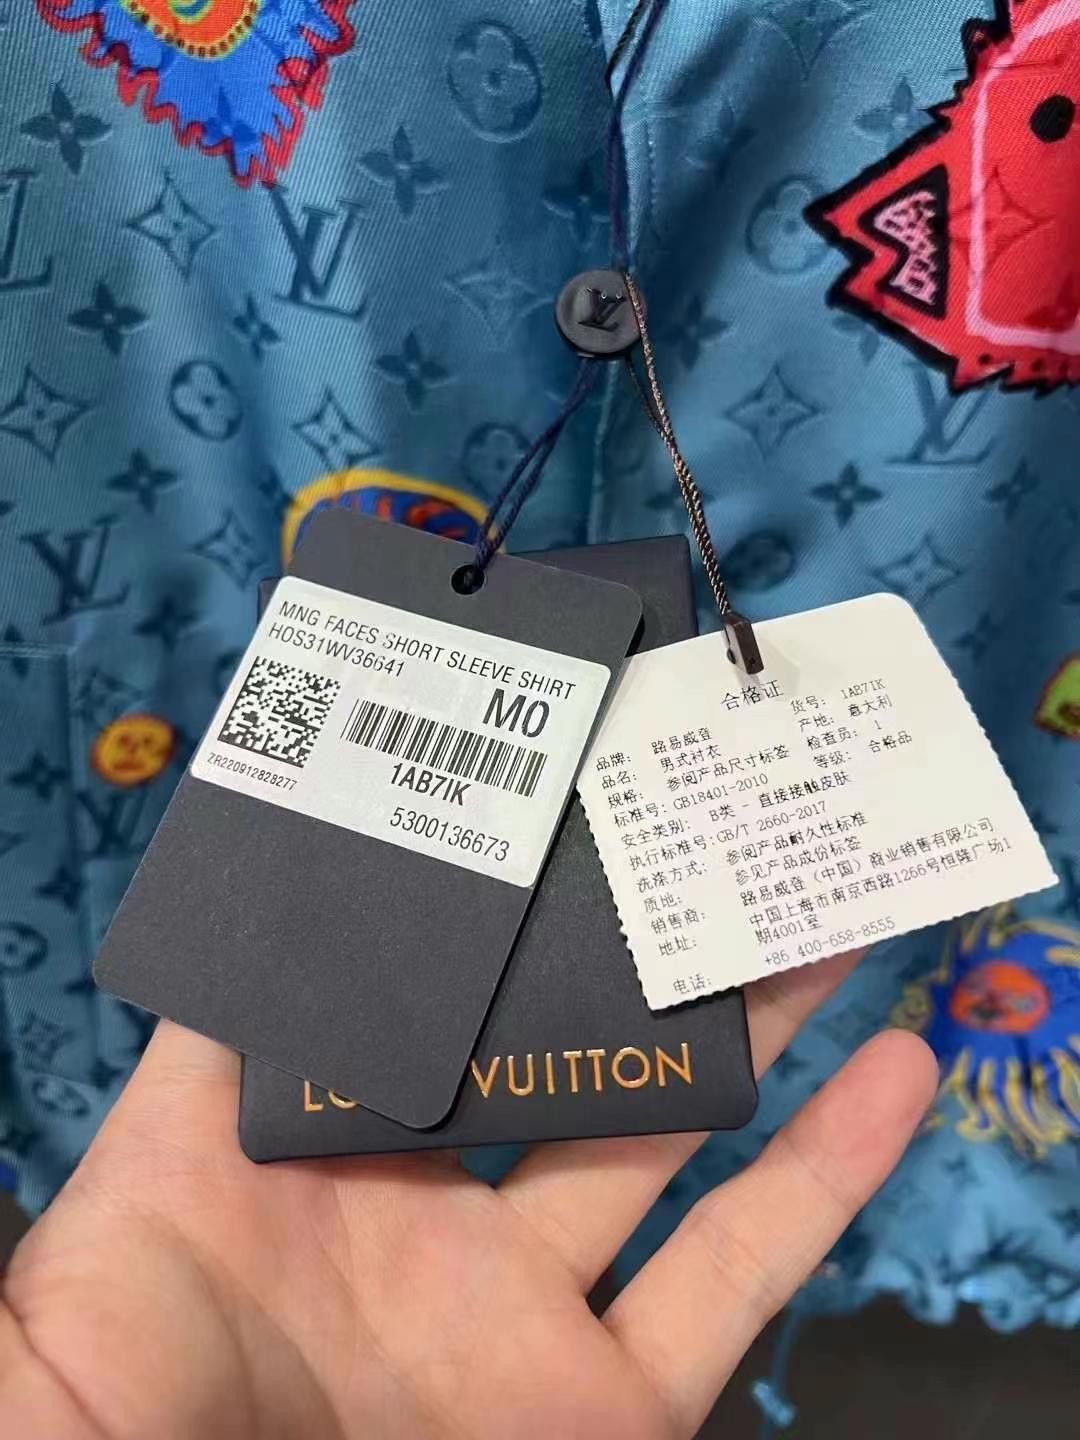 MNG FACES SHORT SLEEVE SHIRT
HOS31WV36641
M0
ZR220912828277
1AB7IK
5300136673
VUITTON
合格证
品牌: 路易威登 货号: 1AB7IK
品名: 男式衬衣 产地: 意大利
规格: 参阅产品尺寸标签 检查员: 1
标准号: GB18401-2010 等级: 合格品
安全类别: B类 - 直接接触皮肤
执行标准号: GB/T 2660-2017
洗涤方式: 参阅产品耐久性标准
质地: 参见产品成份标签
销售商: 路易威登（中国）商业销售有限公司
地址: 中国上海市南京西路1266号恒隆广场1
期4001室
电话: +86 400-658-8555